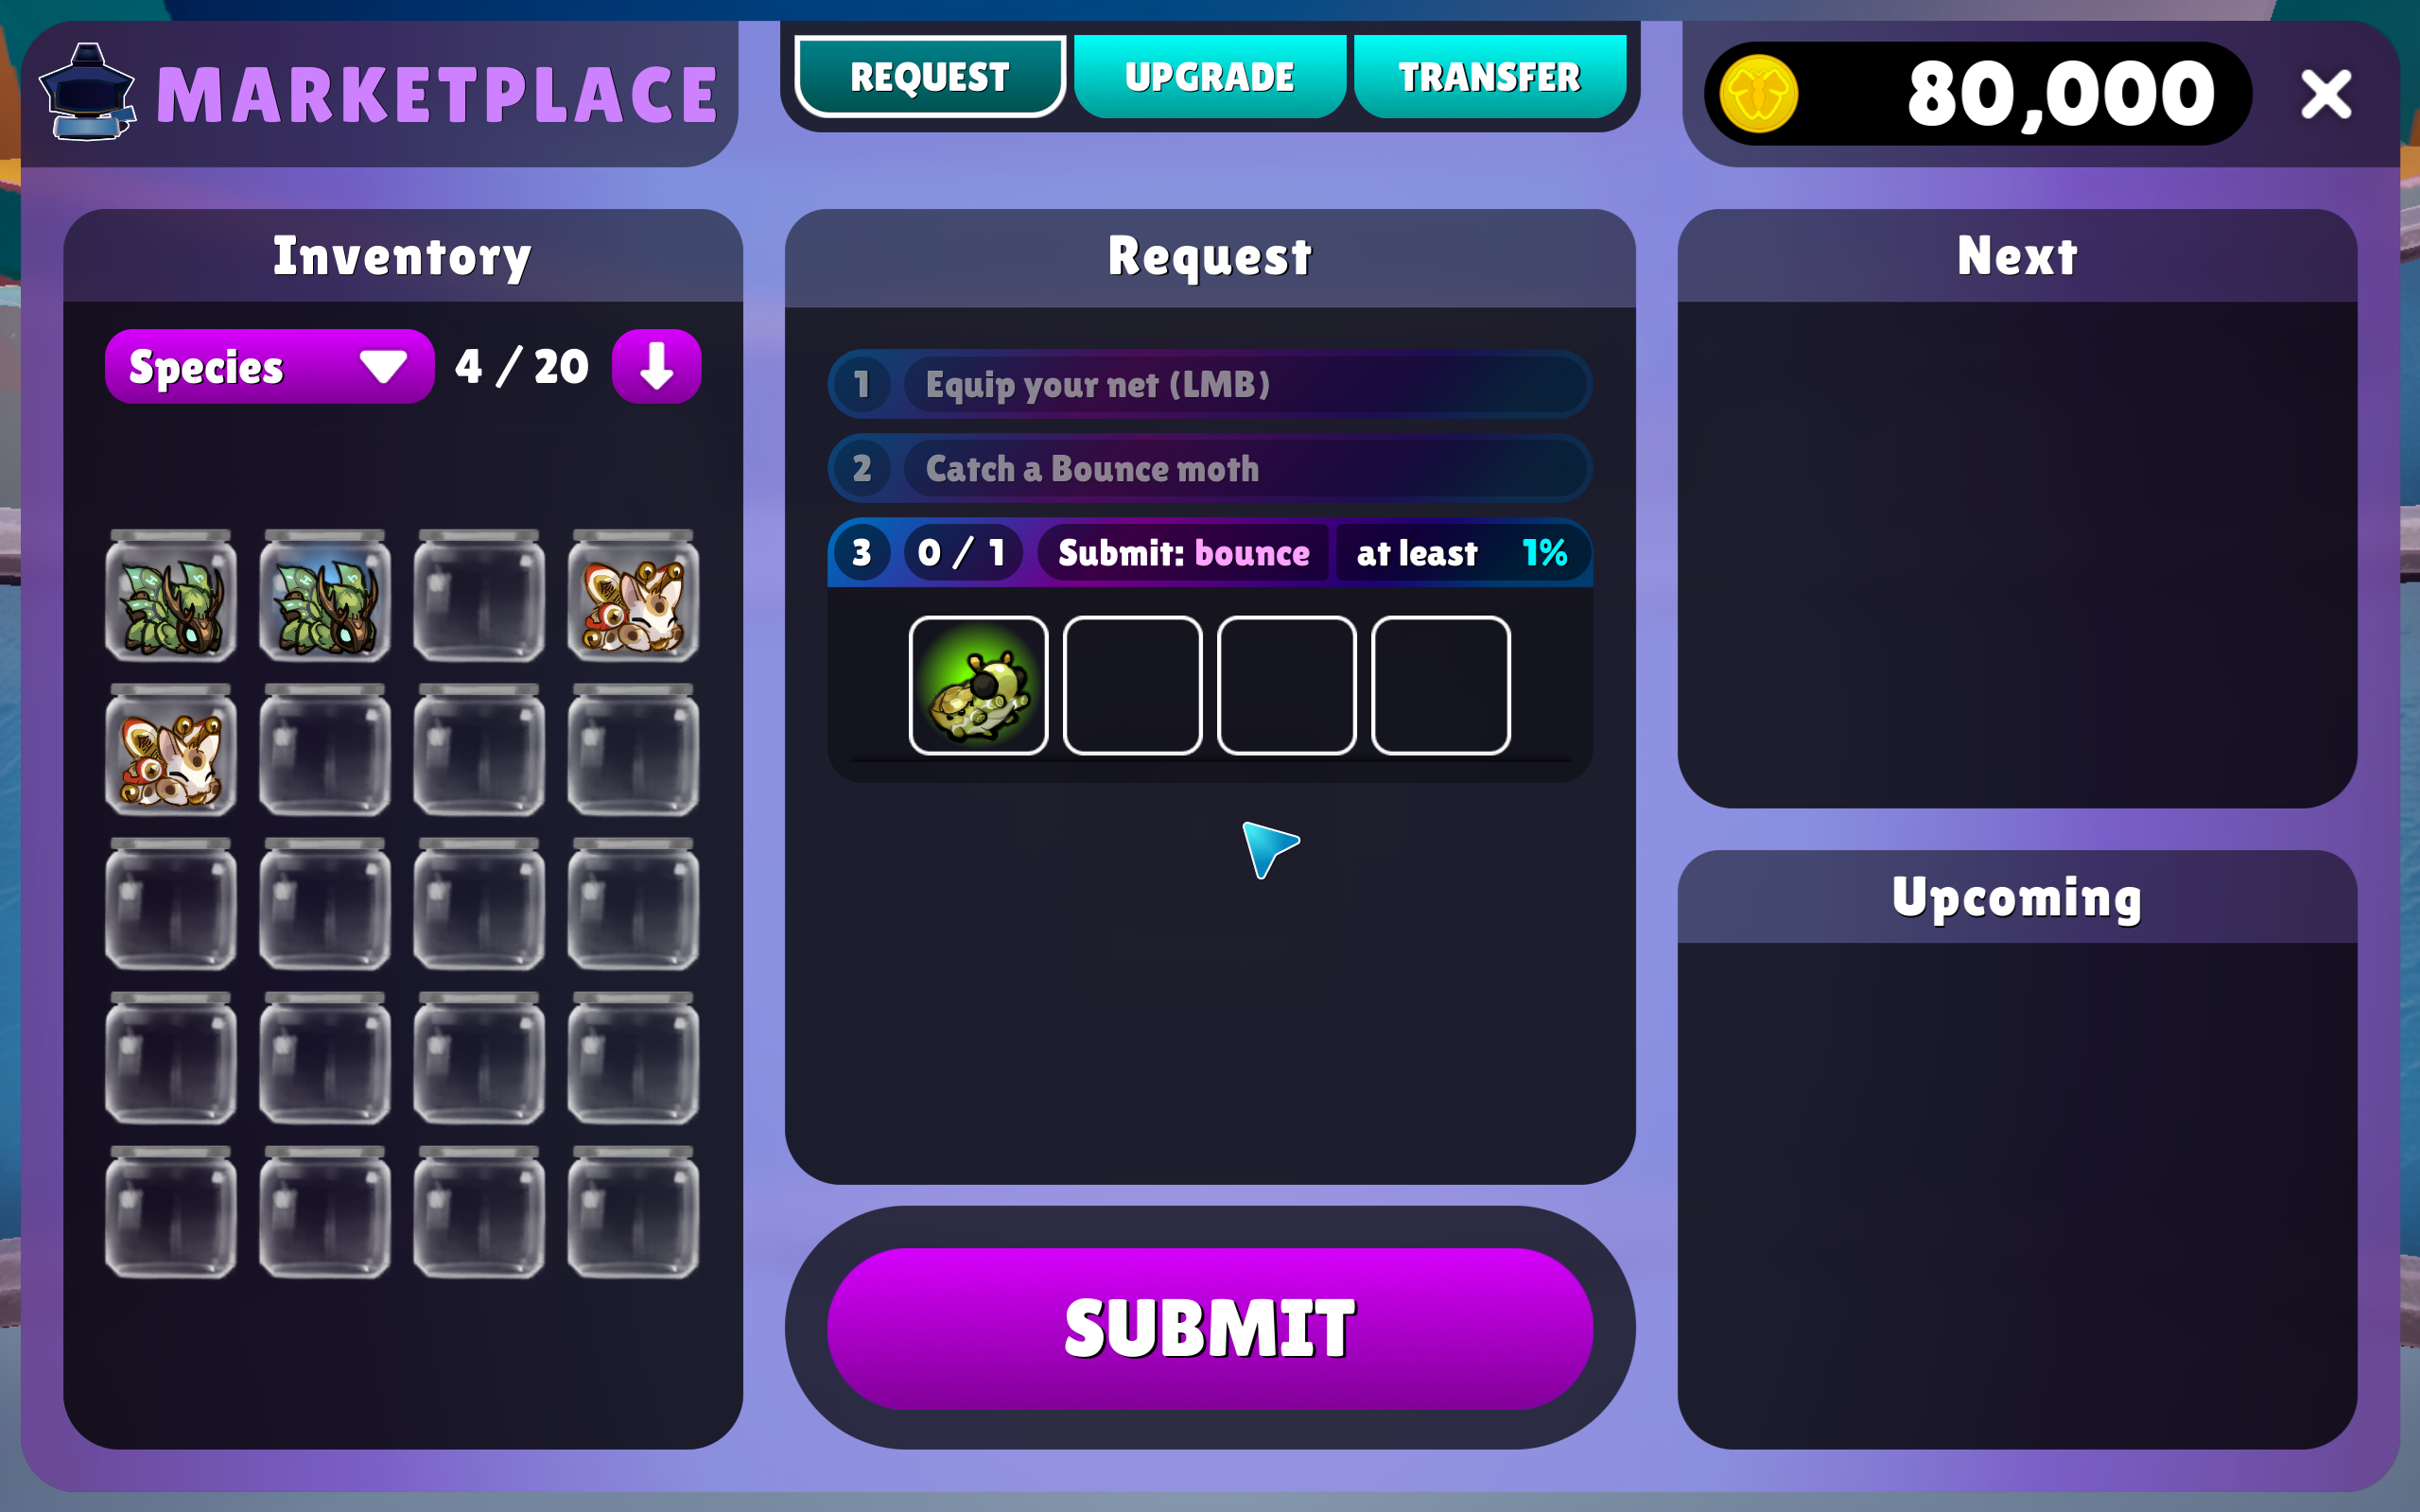 MARKETPLACE
REQUEST
UPGRADE
TRANSFER
80,000
Inventory
Species
4 / 20
Request
1 Equip your net (LMB)
2 Catch a Bounce moth
3 0 / 1 Submit: bounce at least 1%
SUBMIT
Next
Upcoming